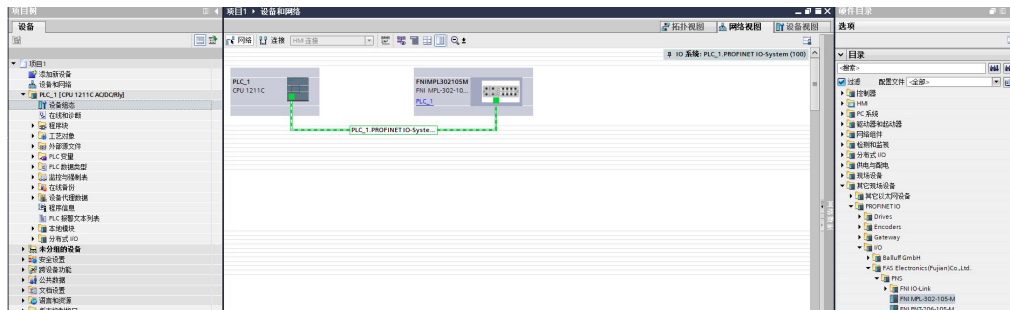 项目树
设备
项目1
添加新设备
设备和网络
PLC_1 [CPU 1211C AC/DC/Rly]
设备组态
在线和诊断
程序块
工艺对象
外部源文件
PLC 变量
PLC 数据类型
监控与强制表
在线备份
设备代理数据
程序信息
PLC 报警文本列表
本地模块
分布式 I/O
未分组的设备
安全设置
跨设备功能
公共数据
文档设置
语言和资源
项目1 › 设备和网络
拓扑视图
网络视图
设备视图
网络
连接
HMI 连接
IO 系统: PLC_1.PROFINET IO-System (100)
PLC_1
CPU 1211C
FNIMPL302105M
FNI MPL-302-10...
PLC_1
PLC_1.PROFINET IO-Syste...
硬件目录
选项
目录
<搜索>
过滤
配置文件
<全部>
控制器
HMI
PC 系统
驱动器和起动器
网络组件
检测和监视
分布式 I/O
供电与配电
现场设备
其它现场设备
其它以太网设备
PROFINET IO
Drives
Encoders
Gateway
I/O
Balluff GmbH
FAS Electronics(Fujian)Co.,Ltd.
PNS
FNI IO-Link
FNI MPL-302-105-M
FNI PNT-206-105-M